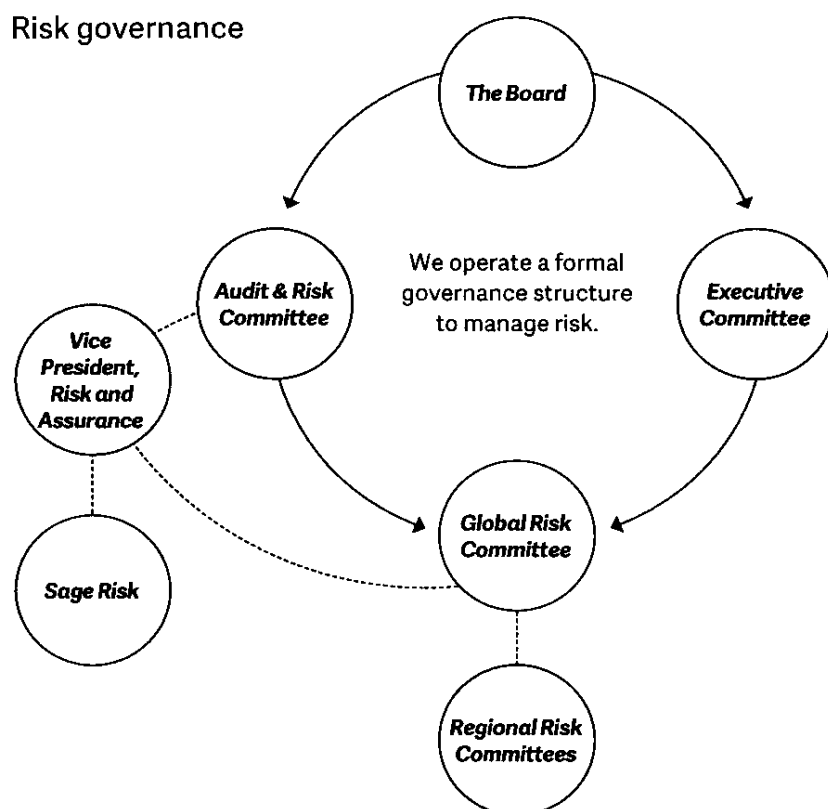 Risk governance
The Board
We operate a formal
governance structure
to manage risk.
Audit & Risk
Committee
Executive
Committee
Vice
President,
Risk and
Assurance
Global Risk
Committee
Sage Risk
Regional Risk
Committees